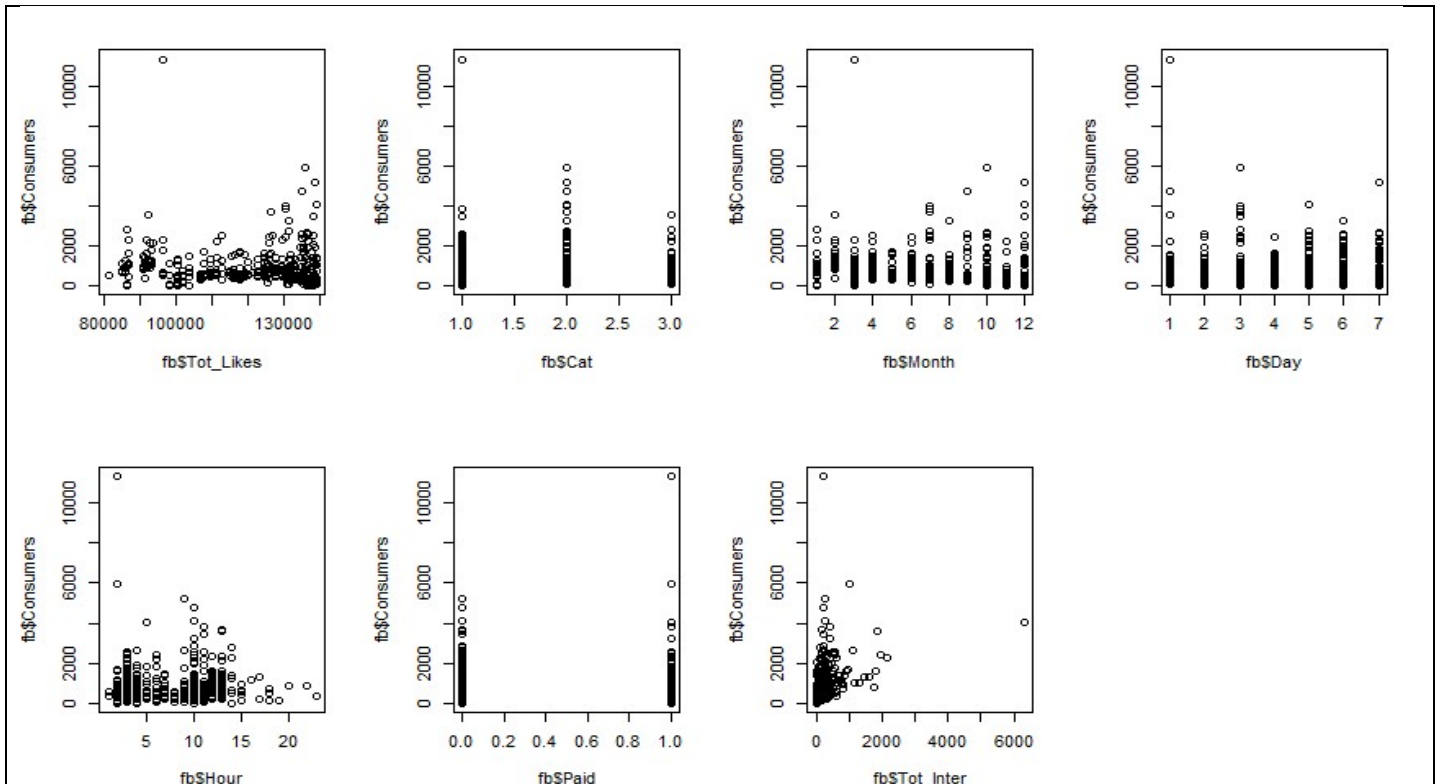 fb$Consumers
0 2000 6000 10000
80000 100000 130000
fb$Tot_Likes
fb$Consumers
0 2000 6000 10000
1.0 1.5 2.0 2.5 3.0
fb$Cat
fb$Consumers
0 2000 6000 10000
2 4 6 8 10 12
fb$Month
fb$Consumers
0 2000 6000 10000
1 2 3 4 5 6 7
fb$Day
fb$Consumers
0 2000 6000 10000
5 10 15 20
fb$Hour
fb$Consumers
0 2000 6000 10000
0.0 0.2 0.4 0.6 0.8 1.0
fb$Paid
fb$Consumers
0 2000 6000 10000
0 2000 4000 6000
fb$Tot_Inter